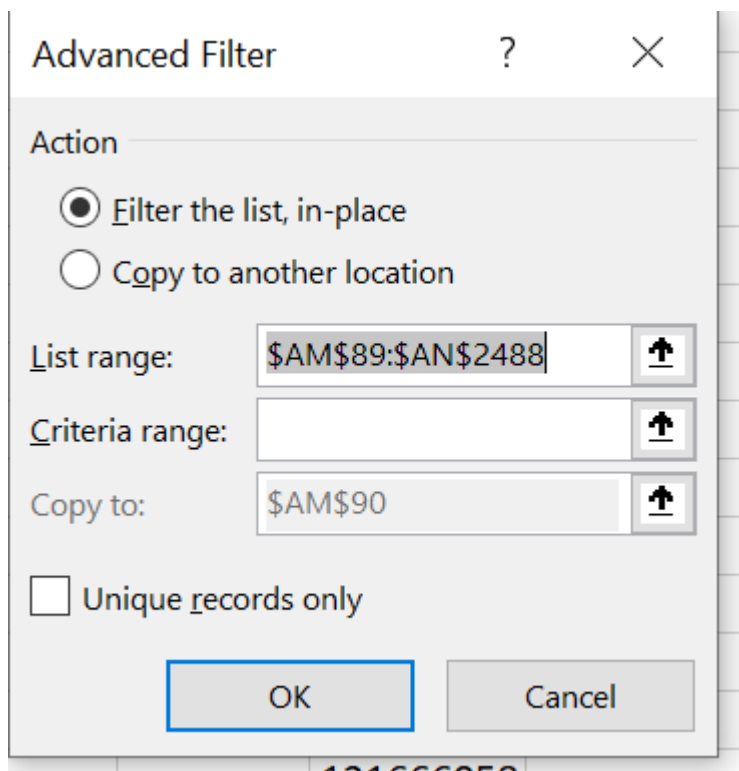 Advanced Filter ?
Action
Filter the list, in-place
Copy to another location
List range: $AM$89:$AN$2488
Criteria range:
Copy to: $AM$90
Unique records only
OK Cancel